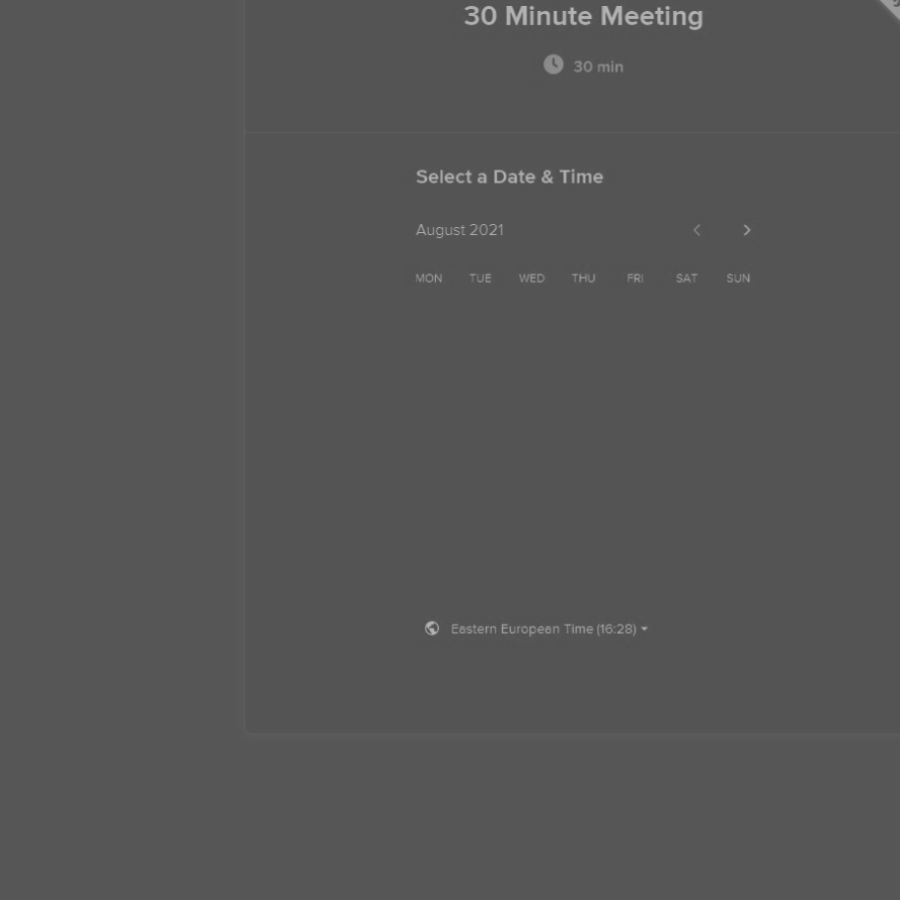 30 Minute Meeting
30 min
Select a Date & Time
August 2021
MON TUE WED THU FRI SAT SUN
Eastern European Time (16:28)